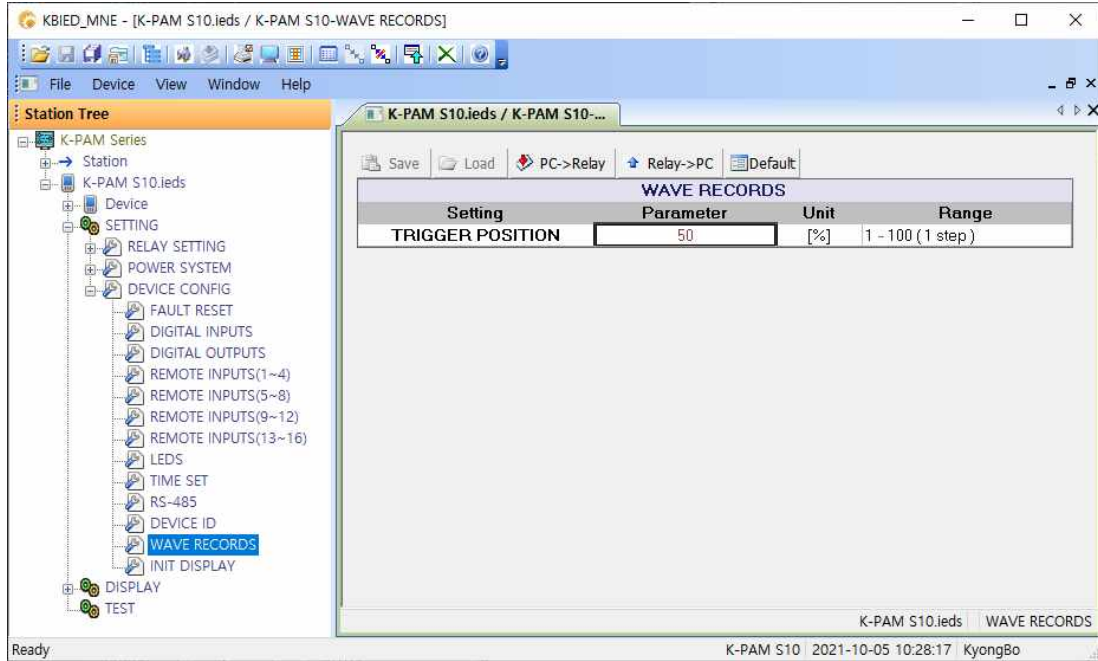 KBIED_MNE - [K-PAM S10.ieds / K-PAM S10-WAVE RECORDS]
File Device View Window Help
Station Tree
K-PAM S10.ieds / K-PAM S10-...
K-PAM Series
Station
K-PAM S10.ieds
Device
SETTING
RELAY SETTING
POWER SYSTEM
DEVICE CONFIG
FAULT RESET
DIGITAL INPUTS
DIGITAL OUTPUTS
REMOTE INPUTS(1~4)
REMOTE INPUTS(5~8)
REMOTE INPUTS(9~12)
REMOTE INPUTS(13~16)
LEDS
TIME SET
RS-485
DEVICE ID
WAVE RECORDS
INIT DISPLAY
DISPLAY
TEST
Save Load PC->Relay Relay->PC Default
WAVE RECORDS
Setting Parameter Unit Range
TRIGGER POSITION 50 [%] 1 - 100 ( 1 step )
K-PAM S10.ieds WAVE RECORDS
Ready K-PAM S10 2021-10-05 10:28:17 KyongBo